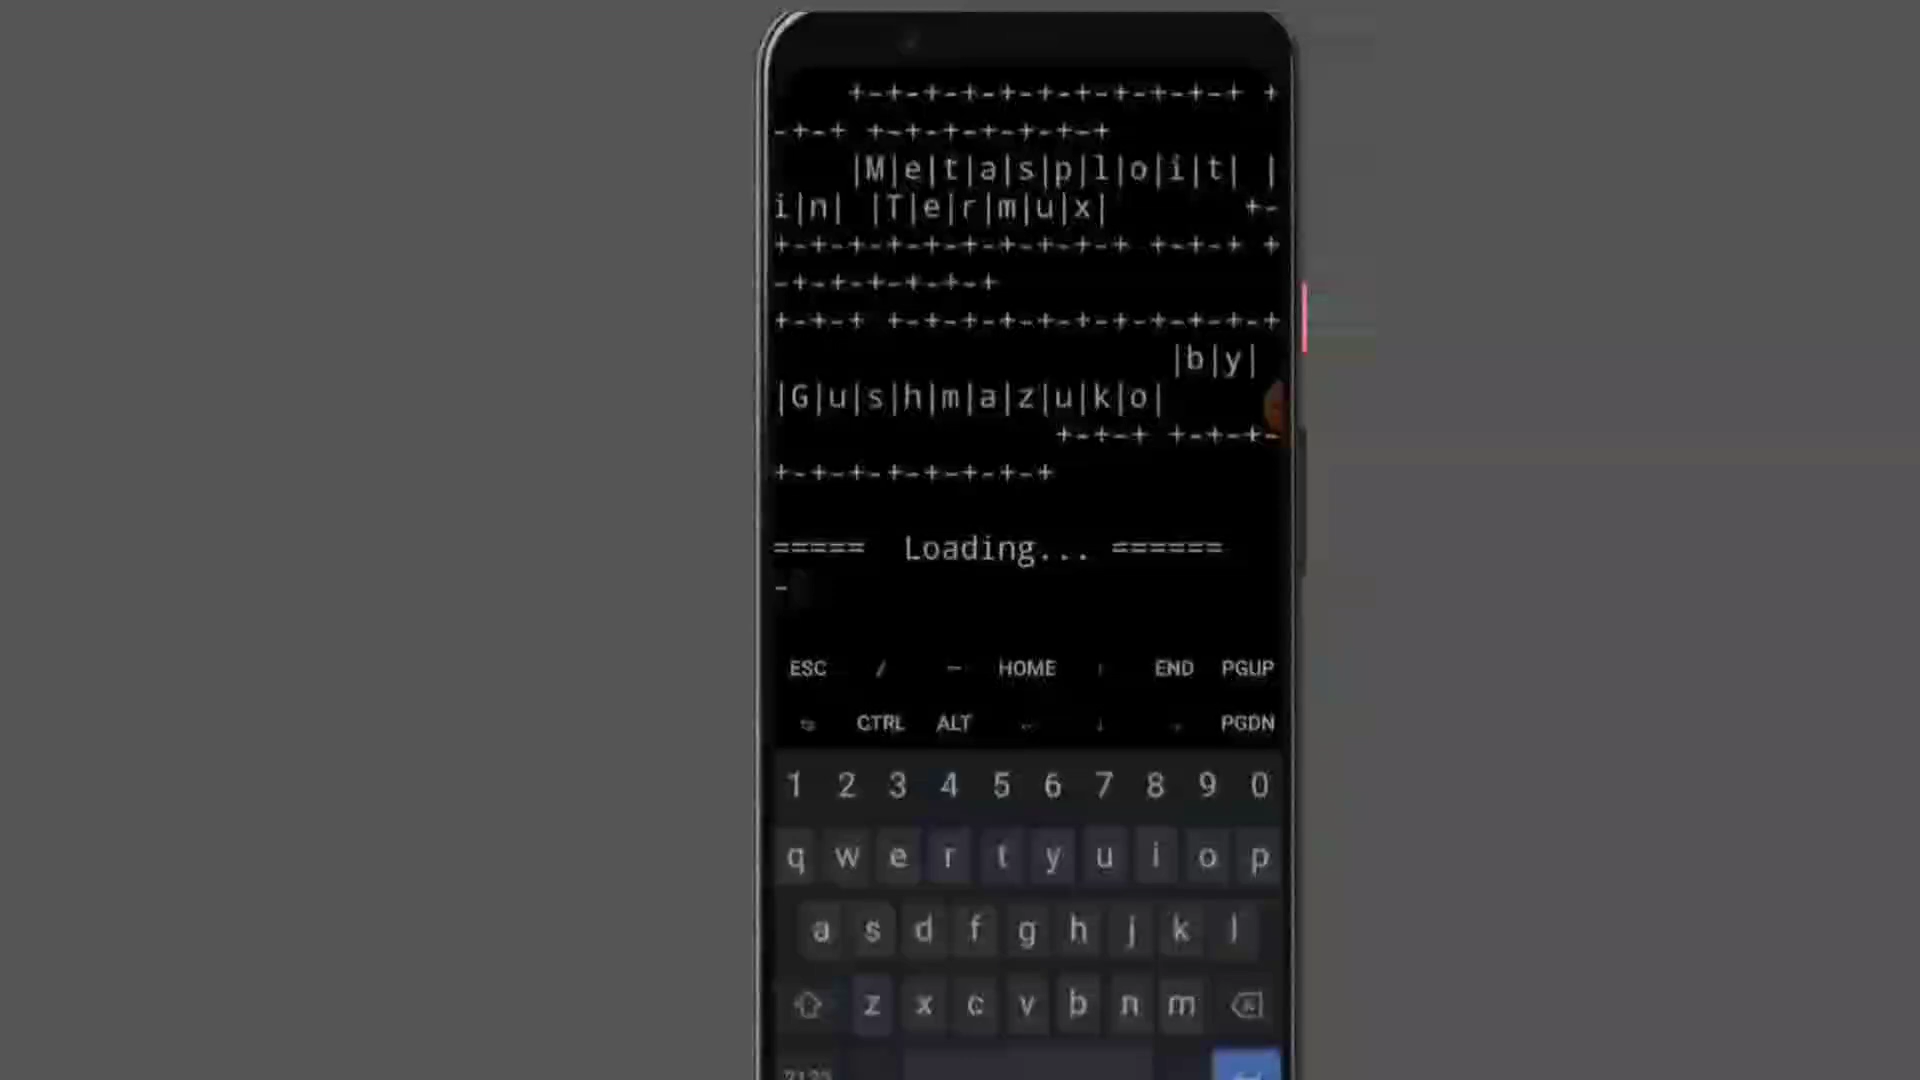 +-+-+-+-+-+-+-+-+-+-+ +
-+-+ +-+-+-+-+-+-+
|M|e|t|a|s|p|l|o|i|t| |
i|n| |T|e|r|m|u|x| +-
+-+-+-+-+-+-+-+-+-+ +-+-+ +
-+-+-+-+-+-+
+-+-+ +-+-+-+-+-+-+-+-+-+-+
|b|y|
|G|u|s|h|m|a|z|u|k|o|
+-+-+ +-+-+-
+-+-+-+-+-+-+-+
===== Loading... ======
-
ESC / – HOME ↑ END PGUP
CTRL ALT ← ↓ → PGDN
1 2 3 4 5 6 7 8 9 0
q w e r t y u i o p
a s d f g h j k l
z x c v b n m